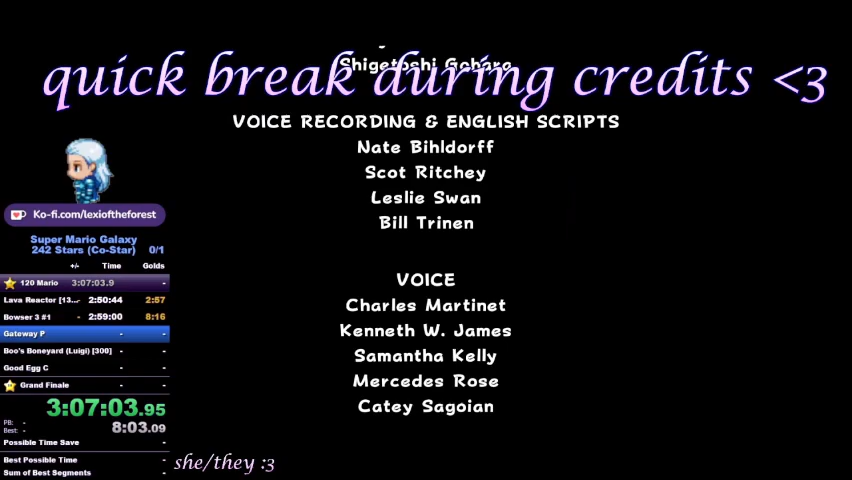 quick break during credits <3
VOICE RECORDING & ENGLISH SCRIPTS
Nate Bihldorff
Scot Ritchey
Leslie Swan
Bill Trinen
VOICE
Charles Martinet
Kenneth W. James
Samantha Kelly
Mercedes Rose
Catey Sagoian
Ko-fi.com/lexioftheforest
Super Mario Galaxy
242 Stars (Co-Star) 0/1
+/- Time Golds
120 Mario 3:07:03.9 -
Lava Reactor [13... - 2:50:44 2:57
Bowser 3 #1 - 2:59:00 8:16
Gateway P - -
Boo's Boneyard (Luigi) [300] - -
Good Egg C - -
Grand Finale - -
3:07:03.95
PB: -
Best: - 8:03.09
Possible Time Save -
Best Possible Time -
Sum of Best Segments -
she/they :3